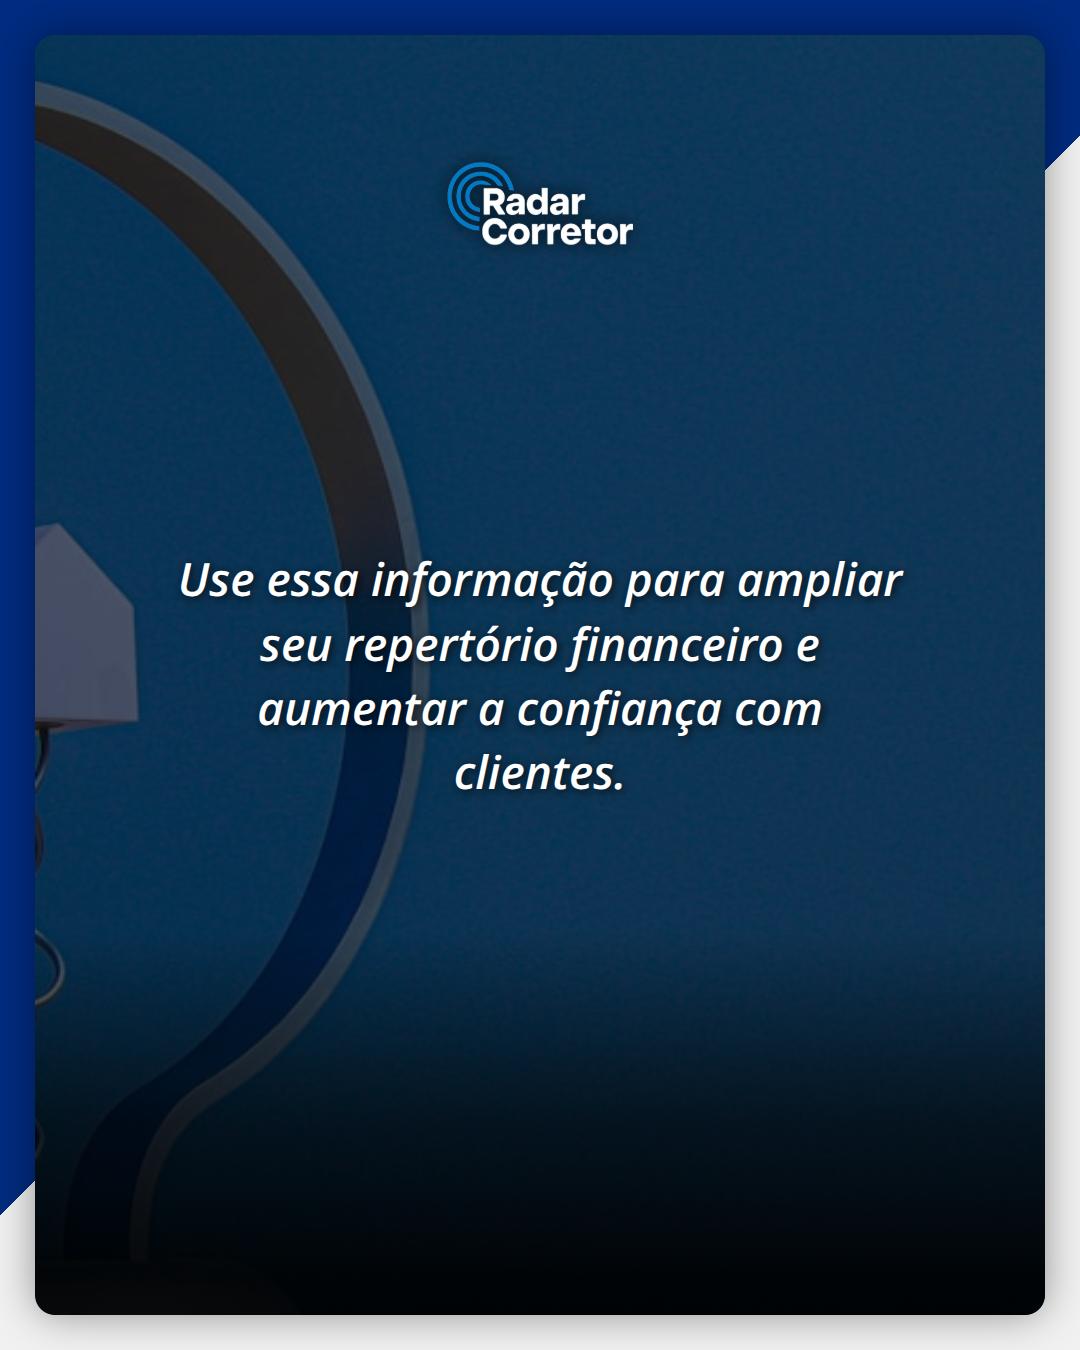 Radar
Corretor
Use essa informação para ampliar
seu repertório financeiro e
aumentar a confiança com
clientes.